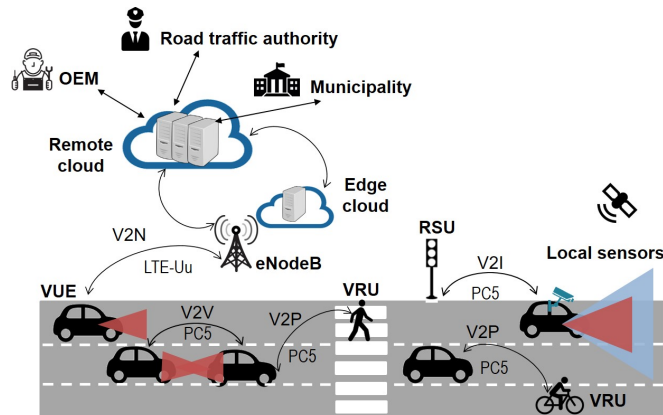 Road traffic authority
OEM
Municipality
Remote
cloud
Edge
cloud
V2N
LTE-Uu
eNodeB
RSU
Local sensors
VUE
V2V
PC5
V2P
PC5
VRU
V2I
PC5
V2P
PC5
VRU